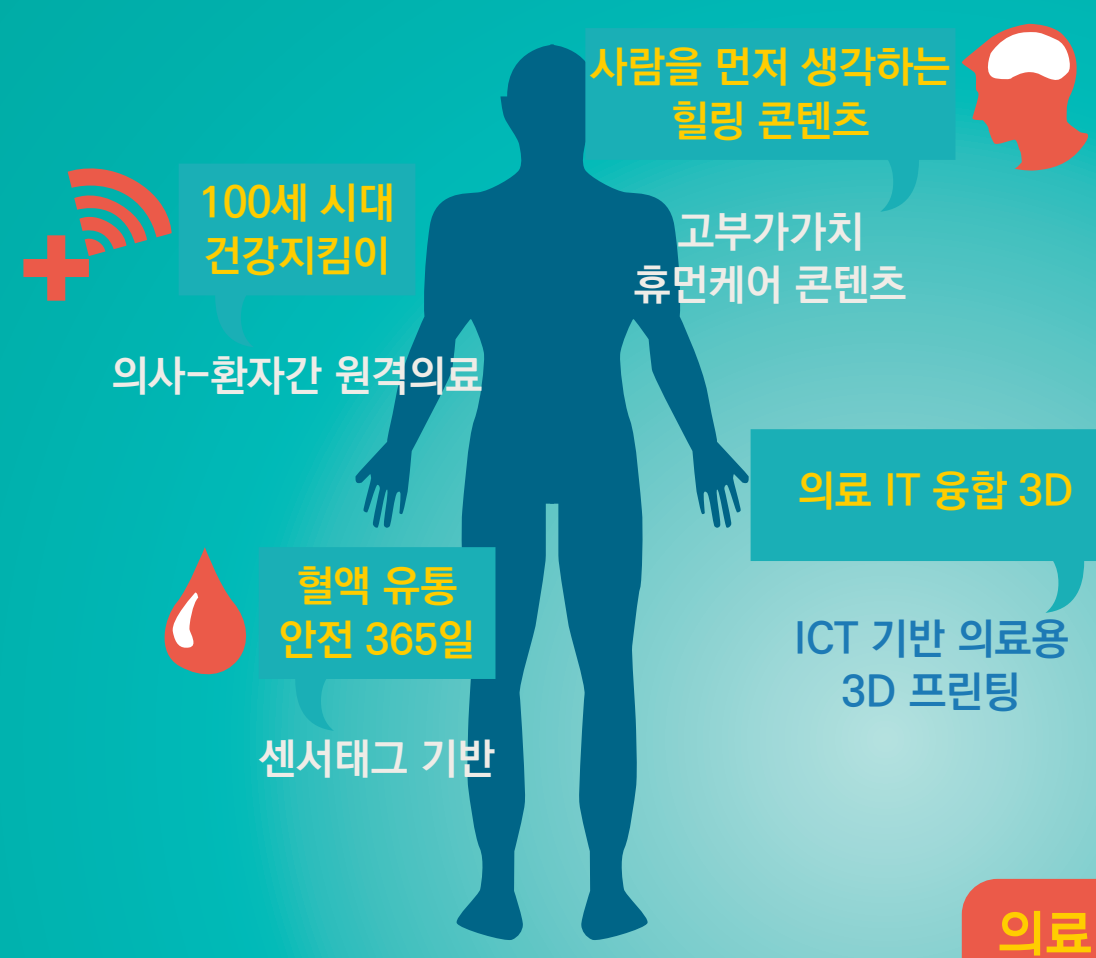 사람을 먼저 생각하는
힐링 콘텐츠
고부가가치
휴먼케어 콘텐츠
100세 시대
건강지킴이
의사-환자간 원격의료
의료 IT 융합 3D
ICT 기반 의료용
3D 프린팅
혈액 유통
안전 365일
센서태그 기반
의료